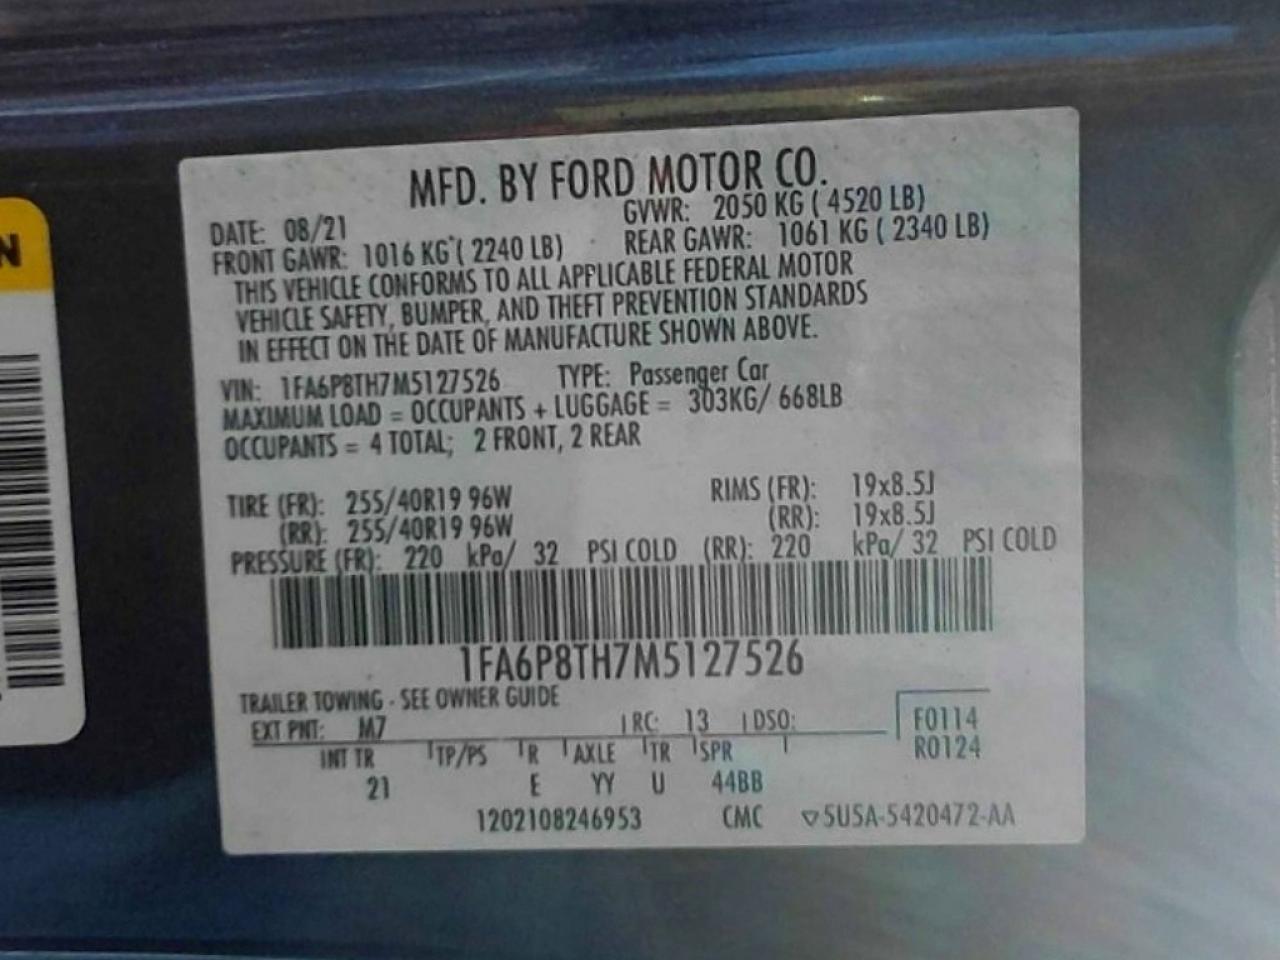 N
MFD. BY FORD MOTOR CO.
DATE: 08/21 GVWR: 2050 KG ( 4520 LB)
FRONT GAWR: 1016 KG ( 2240 LB) REAR GAWR: 1061 KG ( 2340 LB)
THIS VEHICLE CONFORMS TO ALL APPLICABLE FEDERAL MOTOR
VEHICLE SAFETY, BUMPER, AND THEFT PREVENTION STANDARDS
IN EFFECT ON THE DATE OF MANUFACTURE SHOWN ABOVE.
VIN: 1FA6P8TH7M5127526 TYPE: Passenger Car
MAXIMUM LOAD = OCCUPANTS + LUGGAGE = 303KG/ 668LB
OCCUPANTS = 4 TOTAL; 2 FRONT, 2 REAR
TIRE (FR): 255/40R19 96W RIMS (FR): 19x8.5J
(RR): 255/40R19 96W (RR): 19x8.5J
PRESSURE (FR): 220 kPa/ 32 PSI COLD (RR): 220 kPa/ 32 PSI COLD
1FA6P8TH7M5127526
TRAILER TOWING - SEE OWNER GUIDE
EXT PNT: M7 RC: 13 DSO: F0114
INT TR TP/PS R AXLE TR SPR R0124
21 E YY U 44BB
1202108246953 CMC ▽5U5A-5420472-AA